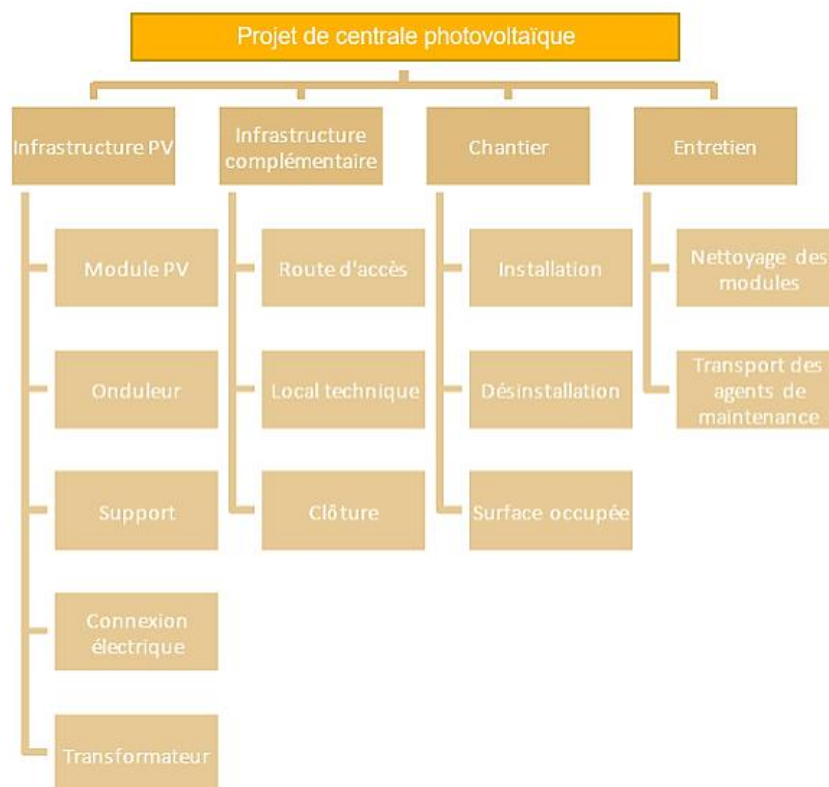 Projet de centrale photovoltaïque
Infrastructure PV
Infrastructure
complémentaire
Chantier
Entretien
Module PV
Route d'accès
Installation
Nettoyage des
modules
Onduleur
Local technique
Désinstallation
Transport des
agents de
maintenance
Support
Clôture
Surface occupée
Connexion
électrique
Transformateur